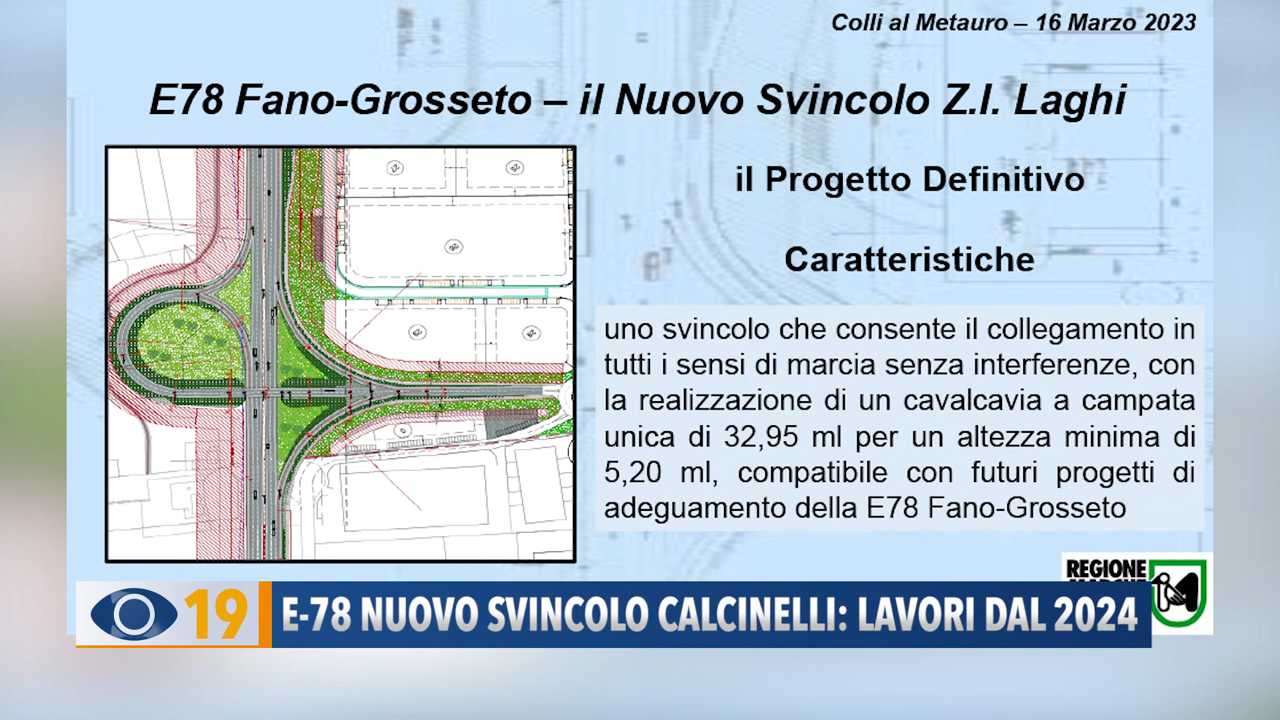 Colli al Metauro – 16 Marzo 2023
E78 Fano-Grosseto – il Nuovo Svincolo Z.I. Laghi
il Progetto Definitivo
Caratteristiche
uno svincolo che consente il collegamento in
tutti i sensi di marcia senza interferenze, con
la realizzazione di un cavalcavia a campata
unica di 32,95 ml per un altezza minima di
5,20 ml, compatibile con futuri progetti di
adeguamento della E78 Fano-Grosseto
REGIONE
19
E-78 NUOVO SVINCOLO CALCINELLI: LAVORI DAL 2024